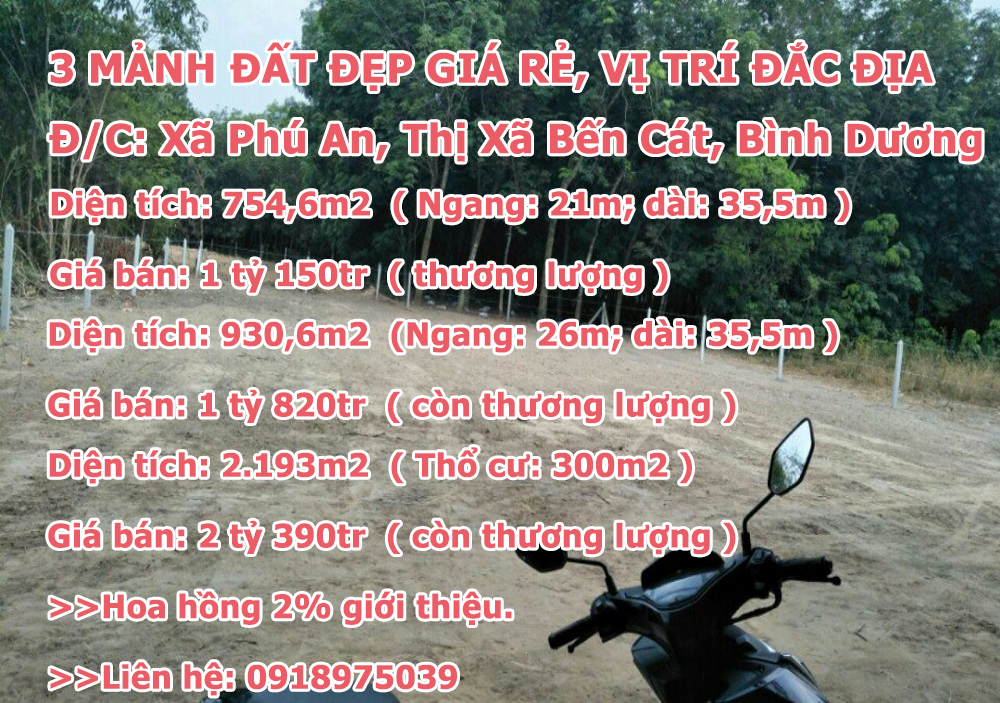 3 MẢNH ĐẤT ĐẸP GIÁ RẺ, VỊ TRÍ ĐẮC ĐỊA
Đ/C: Xã Phú An, Thị Xã Bến Cát, Bình Dương
Diện tích: 754,6m2 ( Ngang: 21m; dài: 35,5m )
Giá bán: 1 tỷ 150tr ( thương lượng )
Diện tích: 930,6m2 (Ngang: 26m; dài: 35,5m )
Giá bán: 1 tỷ 820tr ( còn thương lượng )
Diện tích: 2.193m2 ( Thổ cư: 300m2 )
Giá bán: 2 tỷ 390tr ( còn thương lượng )
>>Hoa hồng 2% giới thiệu.
>>Liên hệ: 0918975039